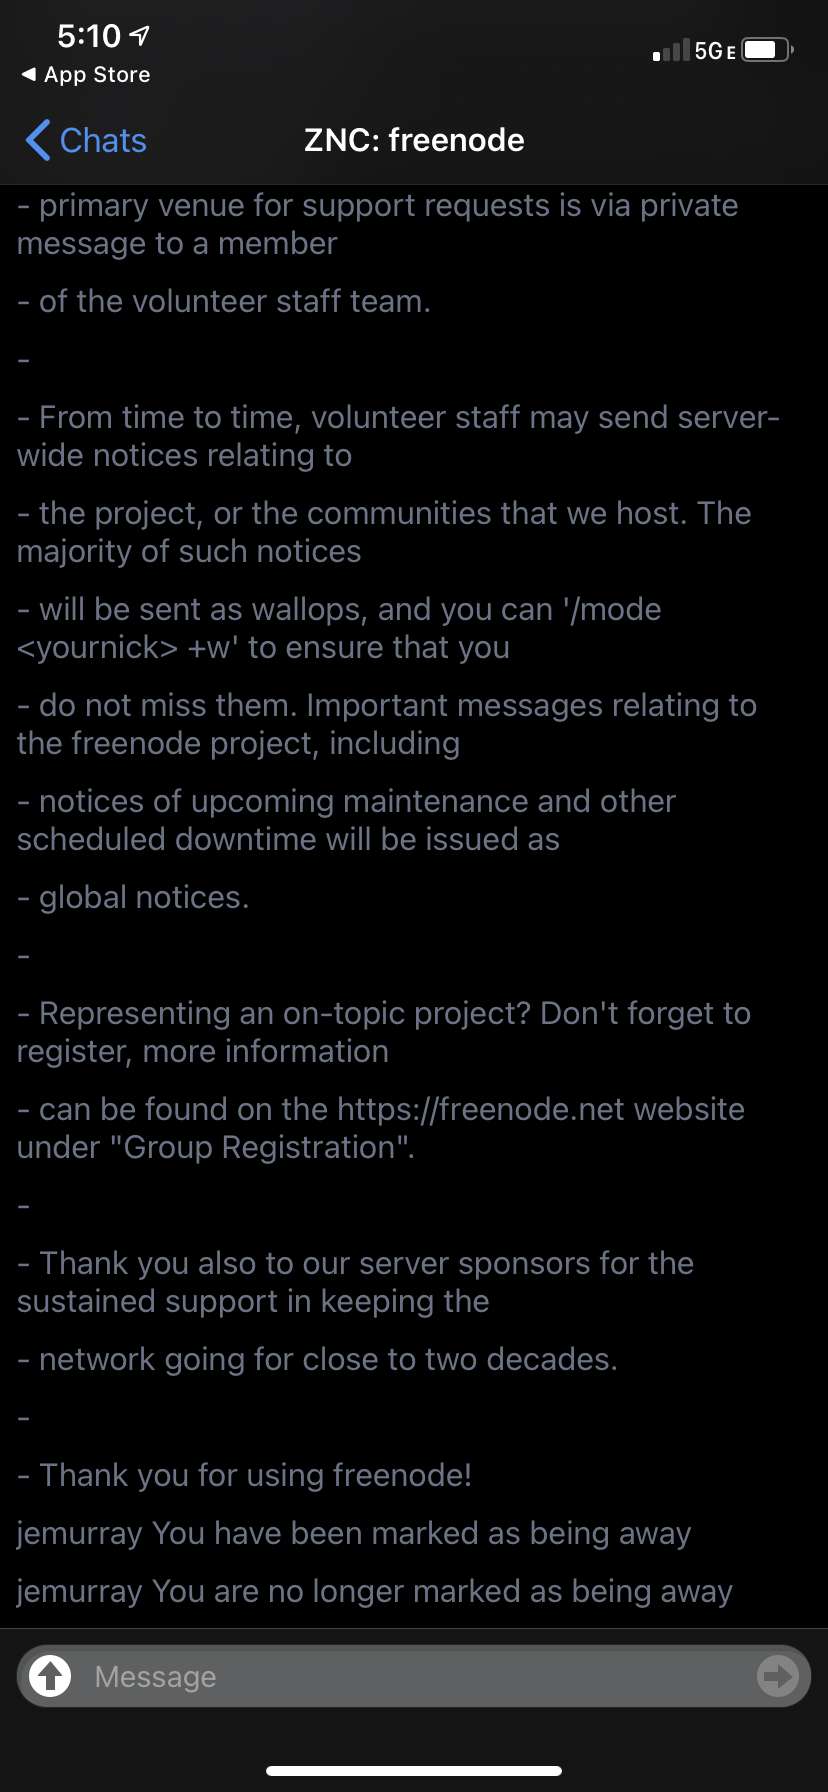 5:10
5GE
◀ App Store
Chats
ZNC: freenode
- primary venue for support requests is via private
message to a member
- of the volunteer staff team.
-
- From time to time, volunteer staff may send server-
wide notices relating to
- the project, or the communities that we host. The
majority of such notices
- will be sent as wallops, and you can '/mode
<yournick> +w' to ensure that you
- do not miss them. Important messages relating to
the freenode project, including
- notices of upcoming maintenance and other
scheduled downtime will be issued as
- global notices.
-
- Representing an on-topic project? Don't forget to
register, more information
- can be found on the https://freenode.net website
under "Group Registration".
-
- Thank you also to our server sponsors for the
sustained support in keeping the
- network going for close to two decades.
-
- Thank you for using freenode!
jemurray You have been marked as being away
jemurray You are no longer marked as being away
Message